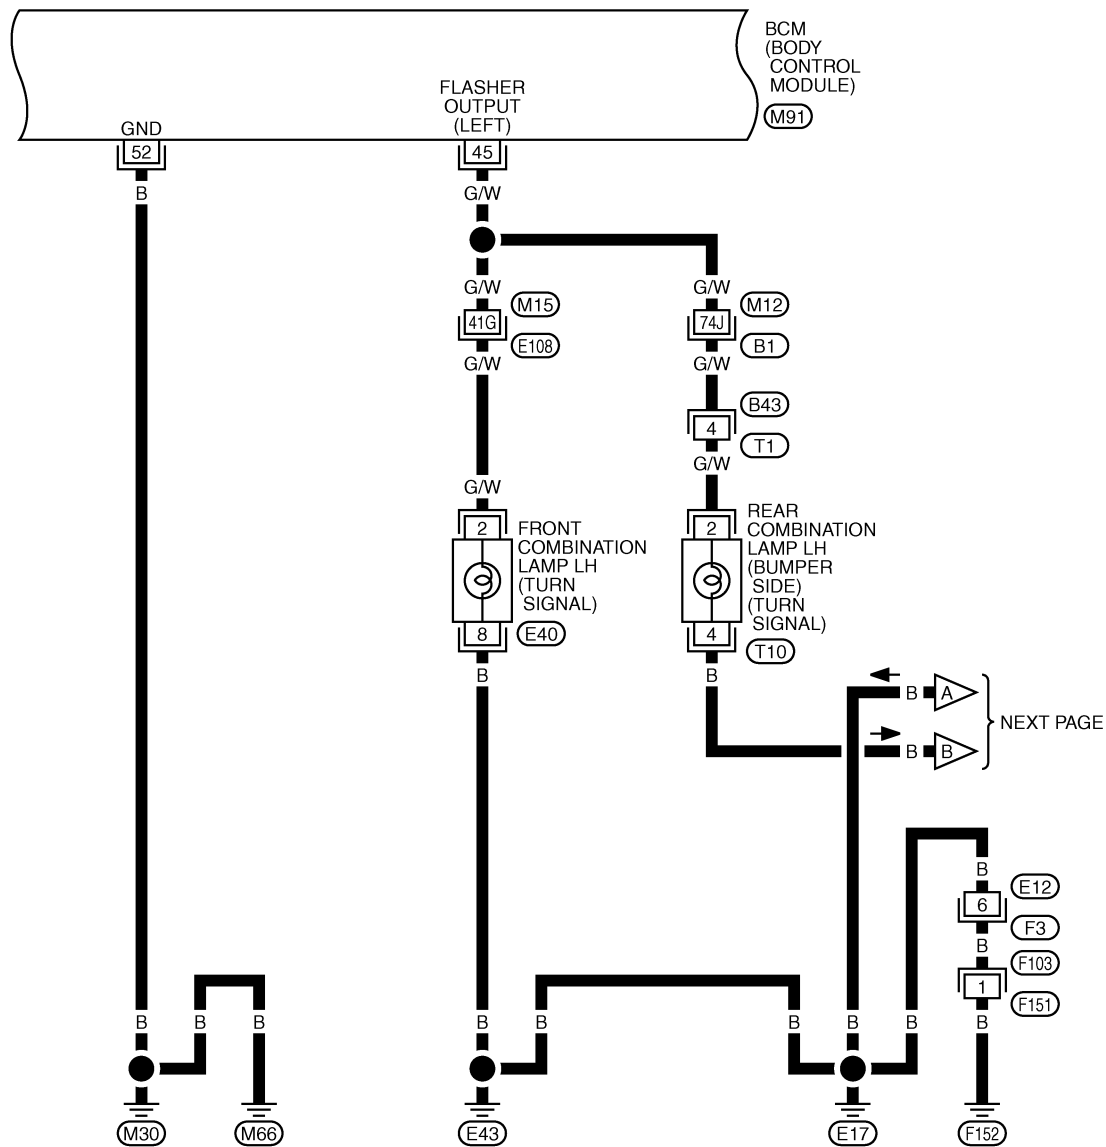 BCM
(BODY
CONTROL
MODULE)
M91
FLASHER
OUTPUT
(LEFT)
GND
52
45
B
G/W
G/W
G/W
M15
M12
41G
74J
E108
B1
G/W
G/W
B43
4
T1
G/W
G/W
2
FRONT
COMBINATION
LAMP LH
(TURN
SIGNAL)
8
E40
2
REAR
COMBINATION
LAMP LH
(BUMPER
SIDE)
(TURN
SIGNAL)
4
T10
B
B
B
A
NEXT PAGE
B
B
B
E12
6
F3
B
F103
1
F151
B
B
B
B
B
B
B
B
B
M30
M66
E43
E17
F152